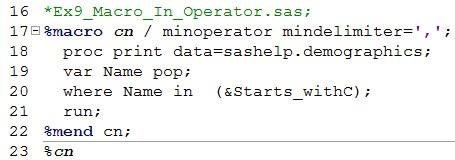 16 *Ex9_Macro_In_Operator.sas;
17 %macro cn / minoperator mindelimiter=',';
18 proc print data=sashelp.demographics;
19 var Name pop;
20 where Name in (&Starts_withC);
21 run;
22 %mend cn;
23 %cn